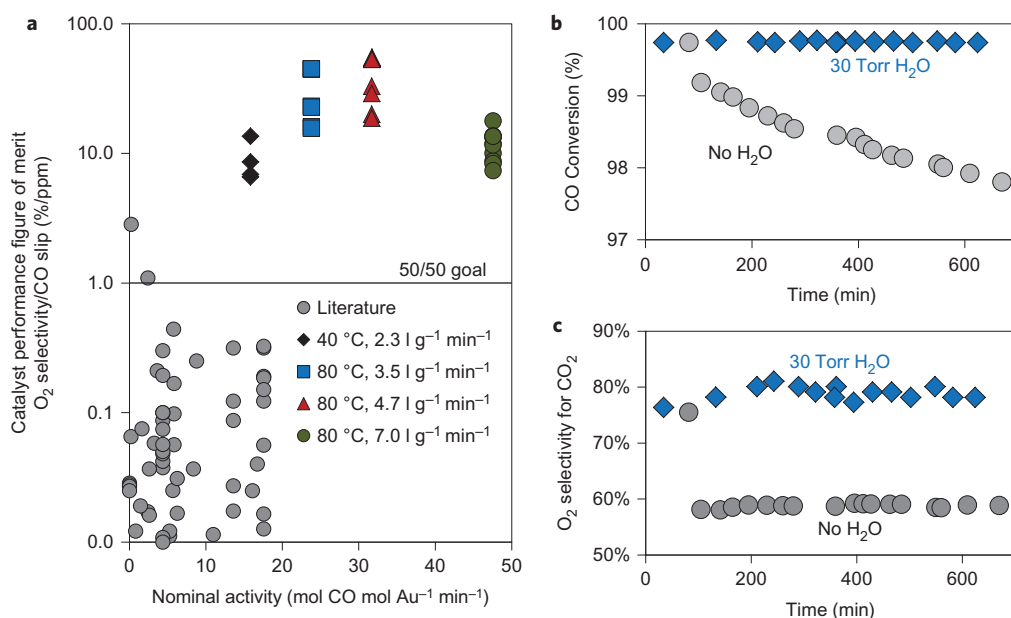 a
Catalyst performance figure of merit
O₂ selectivity/CO slip (%/ppm)
100.0
10.0
1.0
0.1
0.0
50/50 goal
Literature
40 °C, 2.3 l g⁻¹ min⁻¹
80 °C, 3.5 l g⁻¹ min⁻¹
80 °C, 4.7 l g⁻¹ min⁻¹
80 °C, 7.0 l g⁻¹ min⁻¹
0 10 20 30 40 50
Nominal activity (mol CO mol Au⁻¹ min⁻¹)
b
CO Conversion (%)
100
99
98
97
30 Torr H₂O
No H₂O
0 200 400 600
Time (min)
c
O₂ selectivity for CO₂
90%
80%
70%
60%
50%
30 Torr H₂O
No H₂O
0 200 400 600
Time (min)